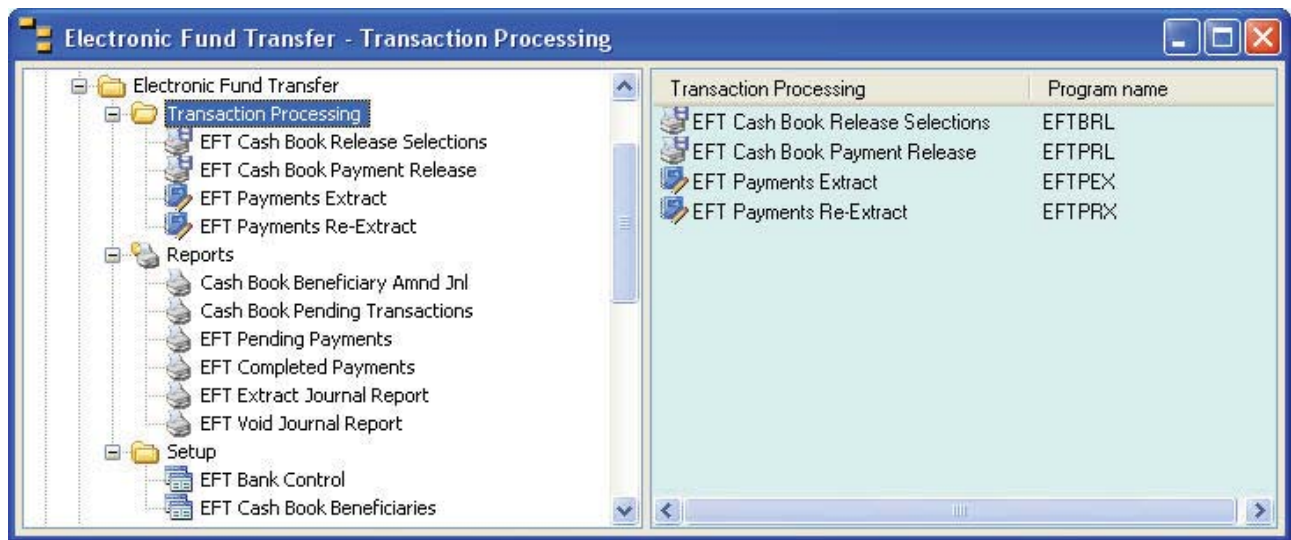 Electronic Fund Transfer - Transaction Processing
Electronic Fund Transfer
Transaction Processing
EFT Cash Book Release Selections
EFT Cash Book Payment Release
EFT Payments Extract
EFT Payments Re-Extract
Reports
Cash Book Beneficiary Amnd Jnl
Cash Book Pending Transactions
EFT Pending Payments
EFT Completed Payments
EFT Extract Journal Report
EFT Void Journal Report
Setup
EFT Bank Control
EFT Cash Book Beneficiaries
Transaction Processing Program name
EFT Cash Book Release Selections EFTBRL
EFT Cash Book Payment Release EFTPRL
EFT Payments Extract EFTPEX
EFT Payments Re-Extract EFTPRX